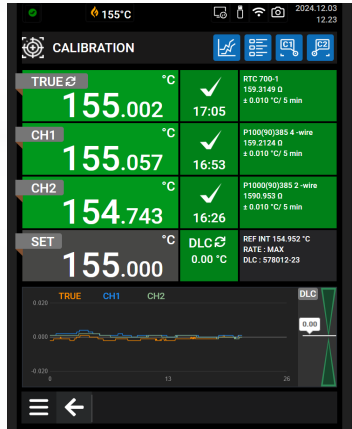 155°C
2024.12.03
12.23
CALIBRATION
C1
C2
TRUE
°C
155.002
17:05
RTC 700-1
159.3149 Ω
± 0.010 °C/ 5 min
CH1
°C
155.057
16:53
P100(90)385 4 -wire
159.2124 Ω
± 0.010 °C/ 5 min
CH2
°C
154.743
16:26
P1000(90)385 2 -wire
1590.953 Ω
± 0.010 °C/ 5 min
SET
°C
155.000
DLC
0.00 °C
REF INT 154.952 °C
RATE : MAX
DLC : 578012-23
TRUE CH1 CH2
DLC
0.020
0.00
0.000
-0.020
0 13 26